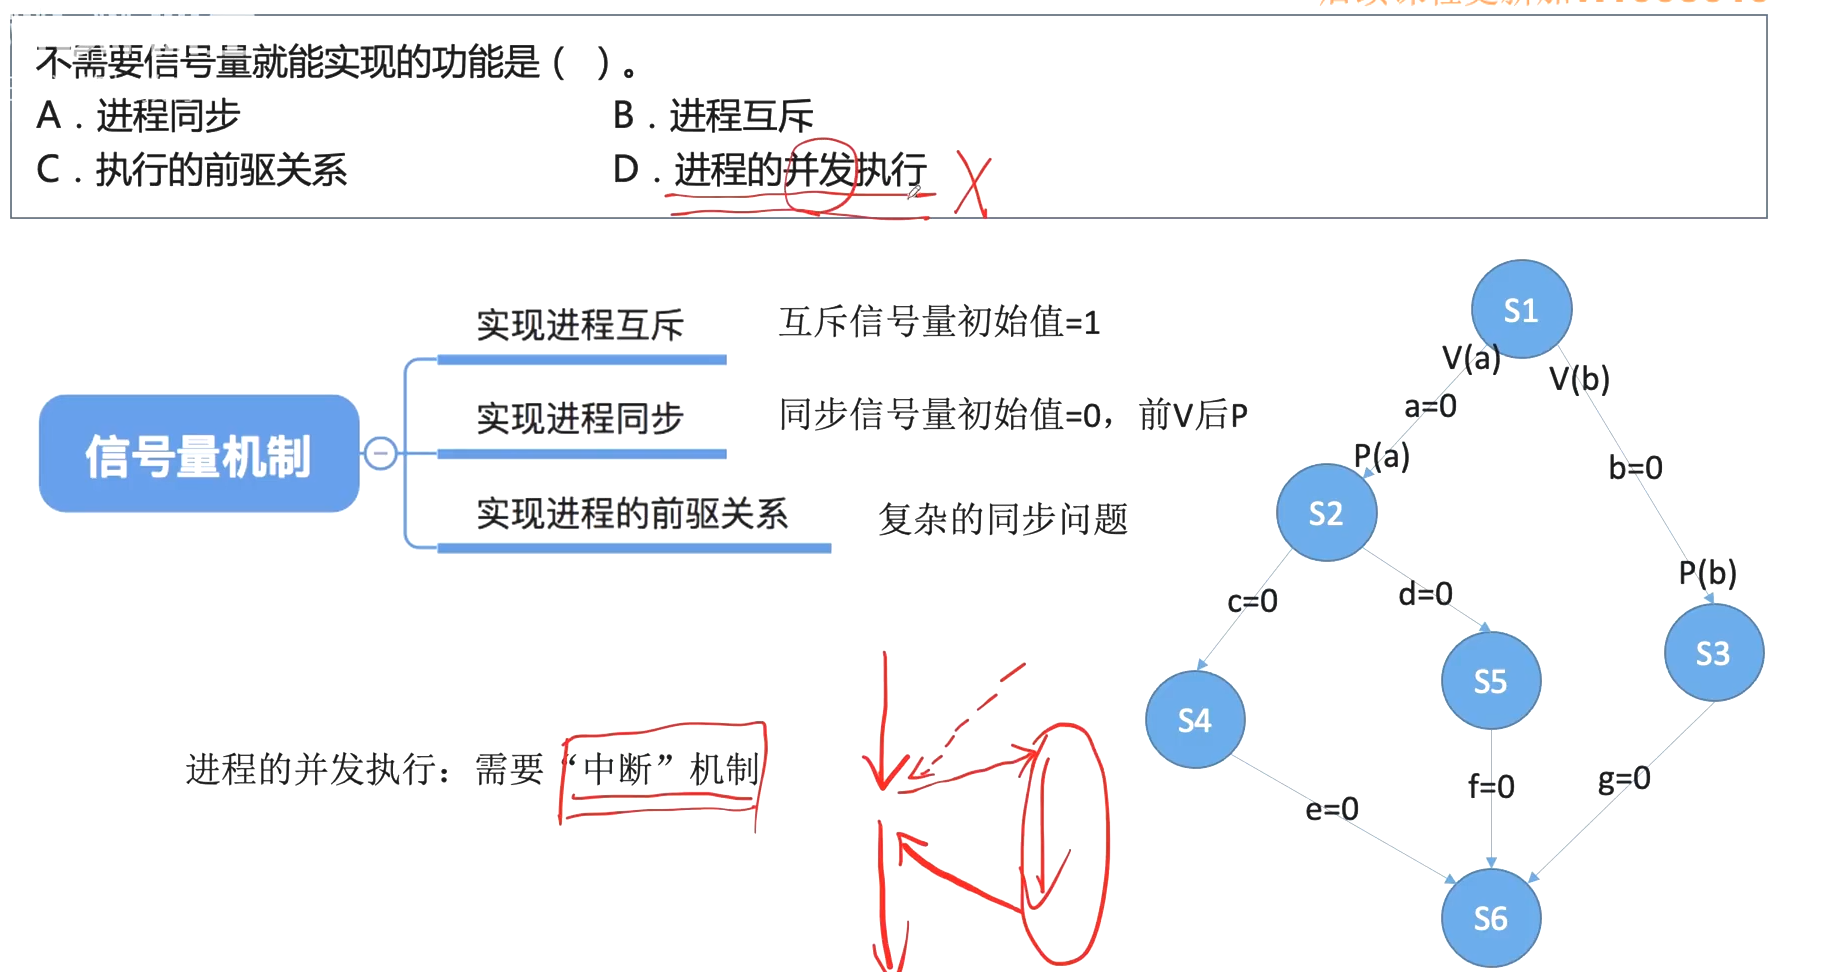 不需要信号量就能实现的功能是（ ）。
A．进程同步
B．进程互斥
C．执行的前驱关系
D．进程的并发执行
信号量机制
实现进程互斥
互斥信号量初始值=1
实现进程同步
同步信号量初始值=0，前V后P
实现进程的前驱关系
复杂的同步问题
进程的并发执行：需要“中断”机制
S1
V(a)
V(b)
a=0
P(a)
b=0
S2
P(b)
c=0
d=0
S3
S5
S4
f=0
g=0
e=0
S6